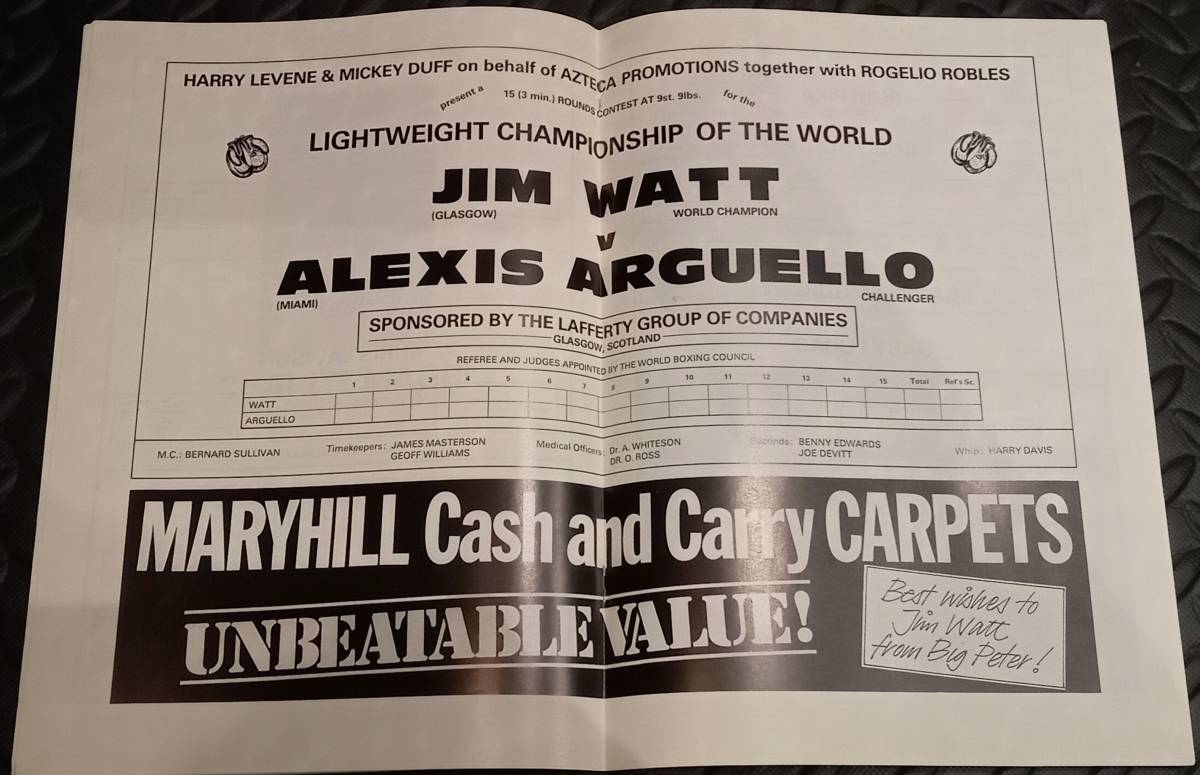 HARRY LEVENE & MICKEY DUFF on behalf of AZTECA PROMOTIONS together with ROGELIO ROBLES
present a 15 (3 min.) ROUNDS CONTEST AT 9st. 9lbs. for the
LIGHTWEIGHT CHAMPIONSHIP OF THE WORLD
JIM WATT
(GLASGOW) WORLD CHAMPION
V
ALEXIS ARGUELLO
(MIAMI) CHALLENGER
SPONSORED BY THE LAFFERTY GROUP OF COMPANIES
GLASGOW, SCOTLAND
REFEREE AND JUDGES APPOINTED BY THE WORLD BOXING COUNCIL
1 2 3 4 5 6 7 8 9 10 11 12 13 14 15 Total Ref's Sc.
WATT
ARGUELLO
M.C.: BERNARD SULLIVAN Timekeepers: JAMES MASTERSON Medical Officers: Dr. A. WHITESON Seconds: BENNY EDWARDS Whip: HARRY DAVIS
GEOFF WILLIAMS DR. O. ROSS JOE DEVITT
MARYHILL Cash and Carry CARPETS
UNBEATABLE VALUE!
Best wishes to
Jim Watt
from Big Peter!